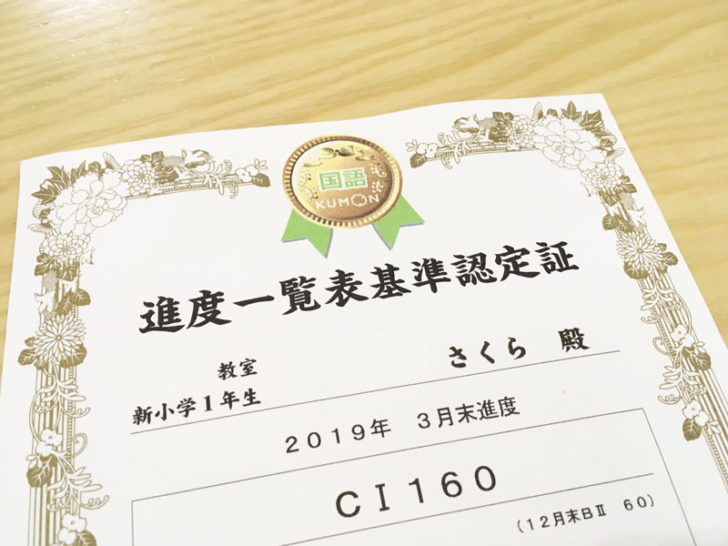 国語
KUMON
進度一覧表基準認定証
教室
新小学1年生 さくら 殿
2019年 3月末進度
CⅠ160
(12月末BⅡ 60)